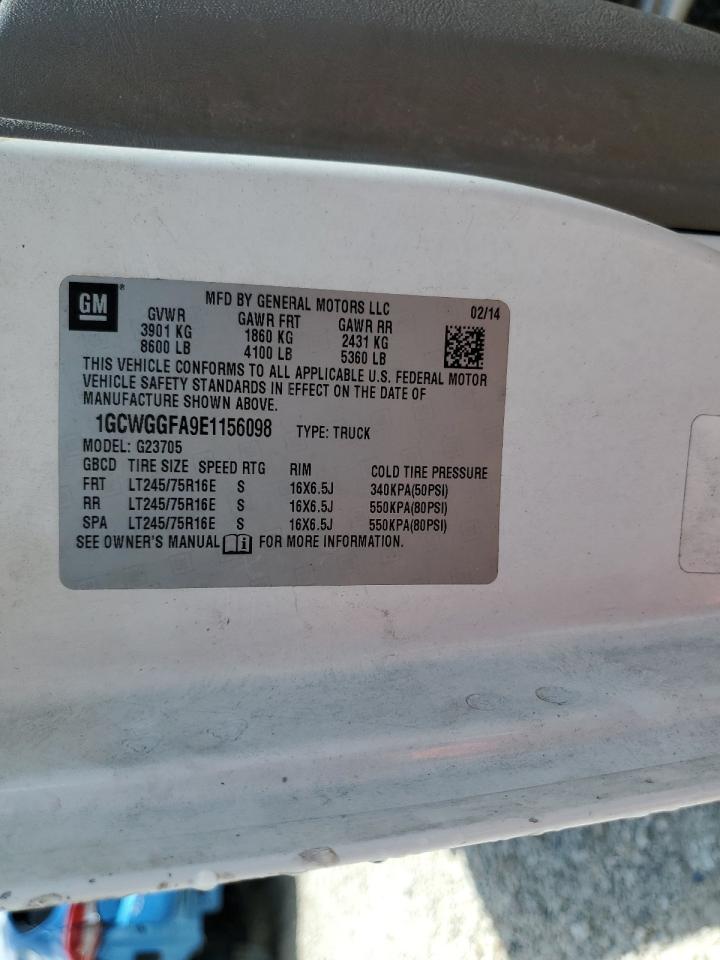 GM®
MFD BY GENERAL MOTORS LLC 02/14
GVWR GAWR FRT GAWR RR
3901 KG 1860 KG 2431 KG
8600 LB 4100 LB 5360 LB
THIS VEHICLE CONFORMS TO ALL APPLICABLE U.S. FEDERAL MOTOR
VEHICLE SAFETY STANDARDS IN EFFECT ON THE DATE OF
MANUFACTURE SHOWN ABOVE.
1GCWGGFA9E1156098 TYPE: TRUCK
MODEL: G23705
GBCD TIRE SIZE SPEED RTG RIM COLD TIRE PRESSURE
FRT LT245/75R16E S 16X6.5J 340KPA(50PSI)
RR LT245/75R16E S 16X6.5J 550KPA(80PSI)
SPA LT245/75R16E S 16X6.5J 550KPA(80PSI)
SEE OWNER'S MANUAL i FOR MORE INFORMATION.